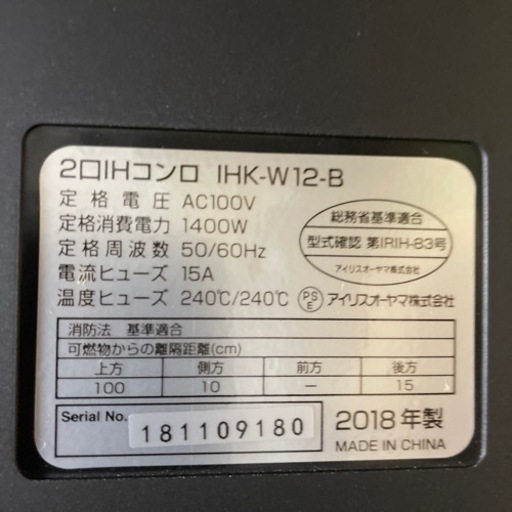 2口IHコンロ IHK-W12-B
定格電圧 AC100V
定格消費電力 1400W
定格周波数 50/60Hz
電流ヒューズ 15A
温度ヒューズ 240℃/240℃
総務省基準適合
型式確認 第IRIH-83号
アイリスオーヤマ株式会社
PSE アイリスオーヤマ株式会社
消防法 基準適合
可燃物からの離隔距離(cm)
上方 側方 前方 後方
100 10 — 15
Serial No. 181109180
2018年製
MADE IN CHINA